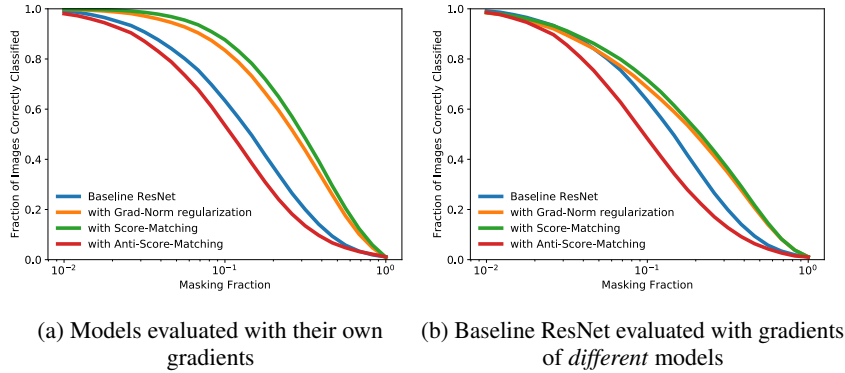 1.0
0.8
0.6
0.4
0.2
0.0
Fraction of Images Correctly Classified
Baseline ResNet
with Grad-Norm regularization
with Score-Matching
with Anti-Score-Matching
10⁻² 10⁻¹ 10⁰
Masking Fraction
(a) Models evaluated with their own
gradients
1.0
0.8
0.6
0.4
0.2
0.0
Fraction of Images Correctly Classified
Baseline ResNet
with Grad-Norm regularization
with Score-Matching
with Anti-Score-Matching
10⁻² 10⁻¹ 10⁰
Masking Fraction
(b) Baseline ResNet evaluated with gradients
of different models